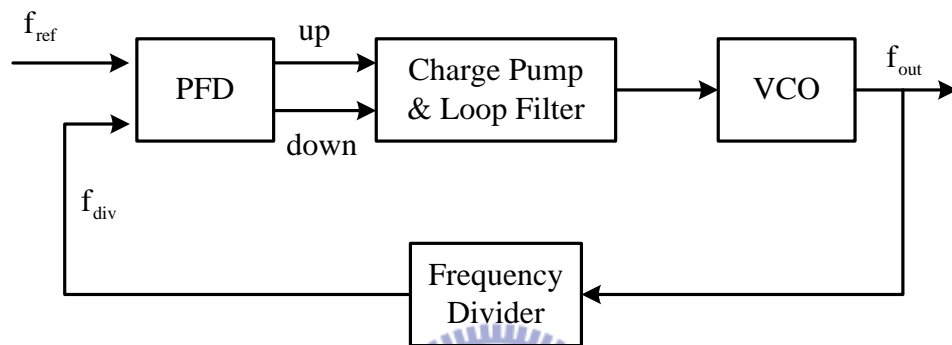 f_ref
up
PFD
Charge Pump
& Loop Filter
VCO
f_out
down
f_div
Frequency
Divider